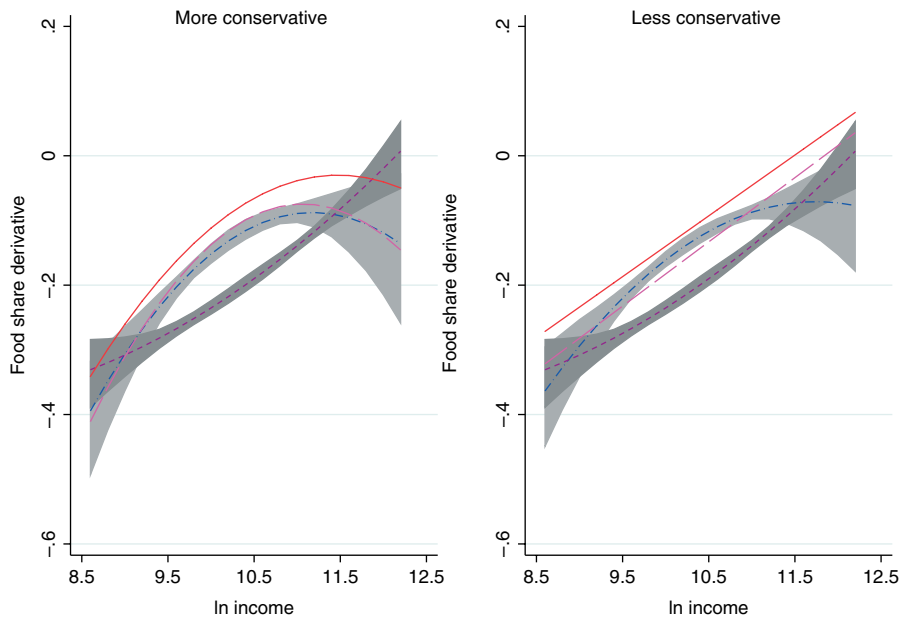 More conservative
.2
0
−.2
−.4
−.6
Food share derivative
8.5 9.5 10.5 11.5 12.5
ln income
Less conservative
.2
0
−.2
−.4
−.6
Food share derivative
8.5 9.5 10.5 11.5 12.5
ln income